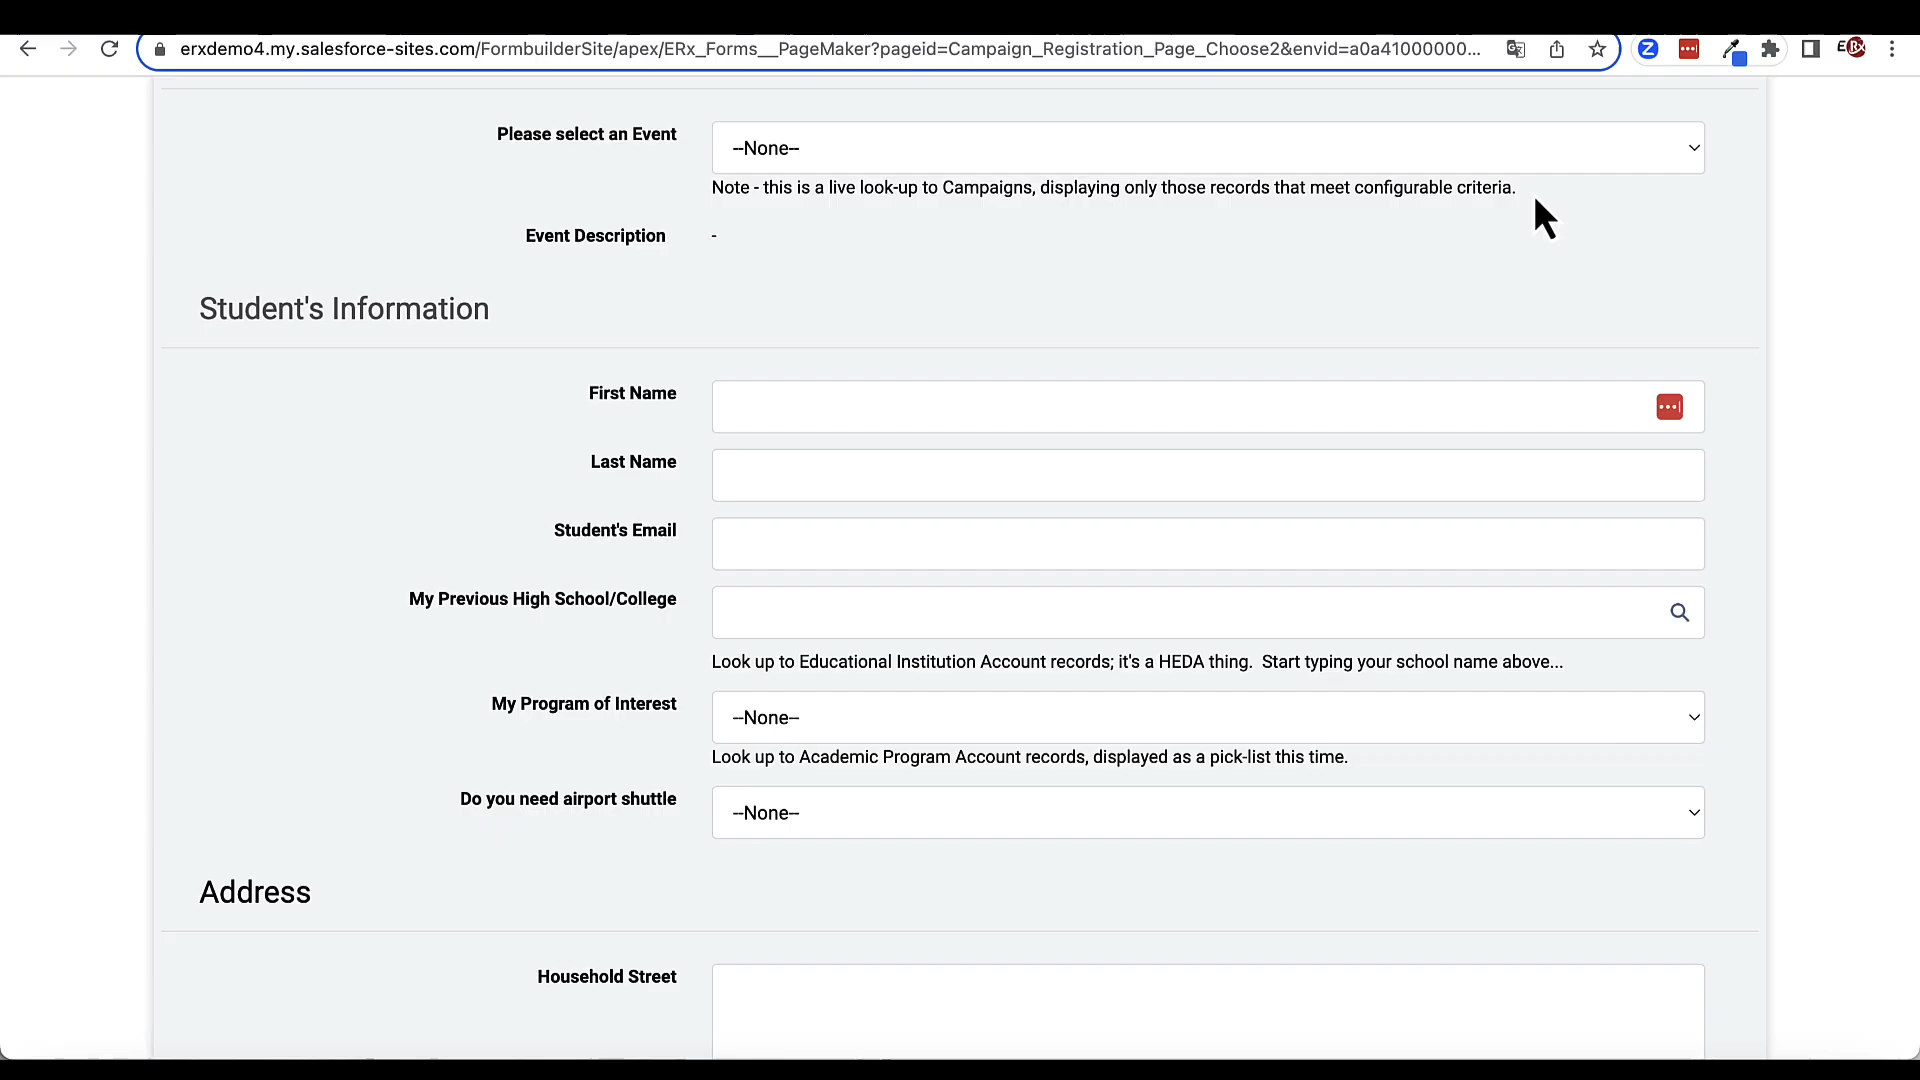 erxdemo4.my.salesforce-sites.com/FormbuilderSite/apex/ERx_Forms__PageMaker?pageid=Campaign_Registration_Page_Choose2&envid=a0a41000000...
Please select an Event
--None--
Note - this is a live look-up to Campaigns, displaying only those records that meet configurable criteria.
Event Description
-
Student's Information
First Name
Last Name
Student's Email
My Previous High School/College
Look up to Educational Institution Account records; it's a HEDA thing.  Start typing your school name above...
My Program of Interest
--None--
Look up to Academic Program Account records, displayed as a pick-list this time.
Do you need airport shuttle
--None--
Address
Household Street